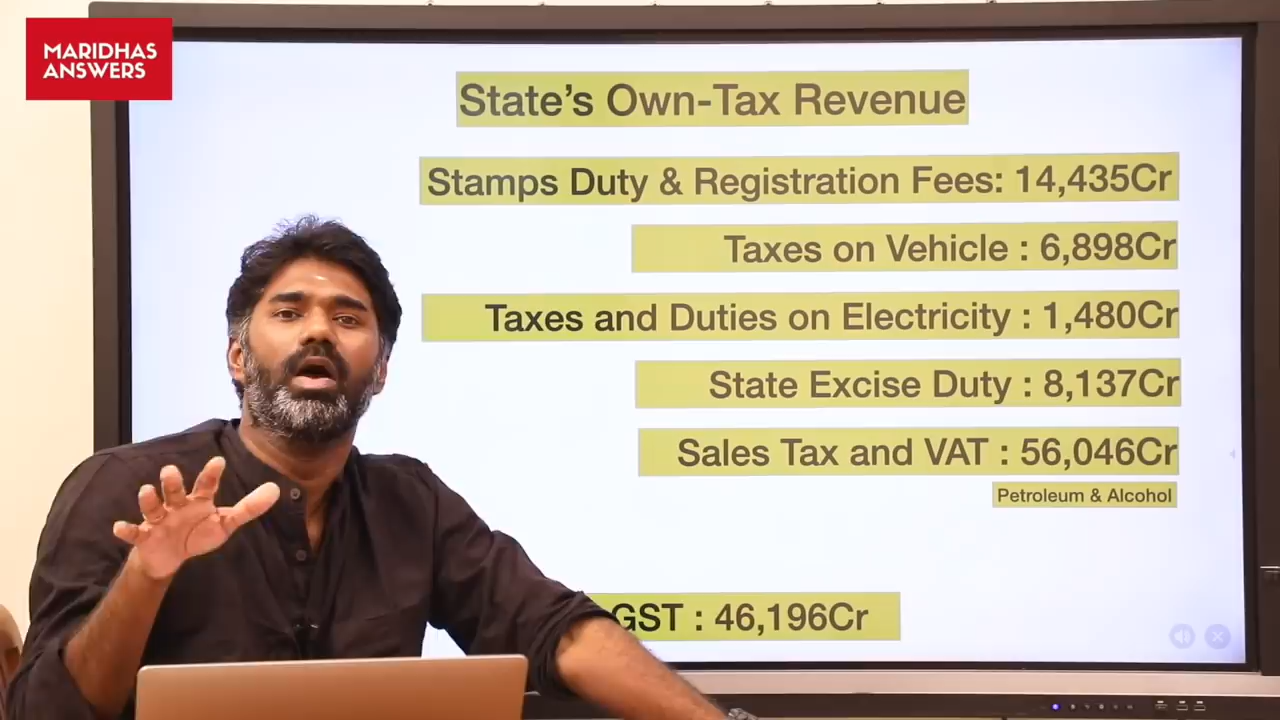 MARIDHAS
ANSWERS
State's Own-Tax Revenue
Stamps Duty & Registration Fees: 14,435Cr
Taxes on Vehicle : 6,898Cr
Taxes and Duties on Electricity : 1,480Cr
State Excise Duty : 8,137Cr
Sales Tax and VAT : 56,046Cr
Petroleum & Alcohol
GST : 46,196Cr